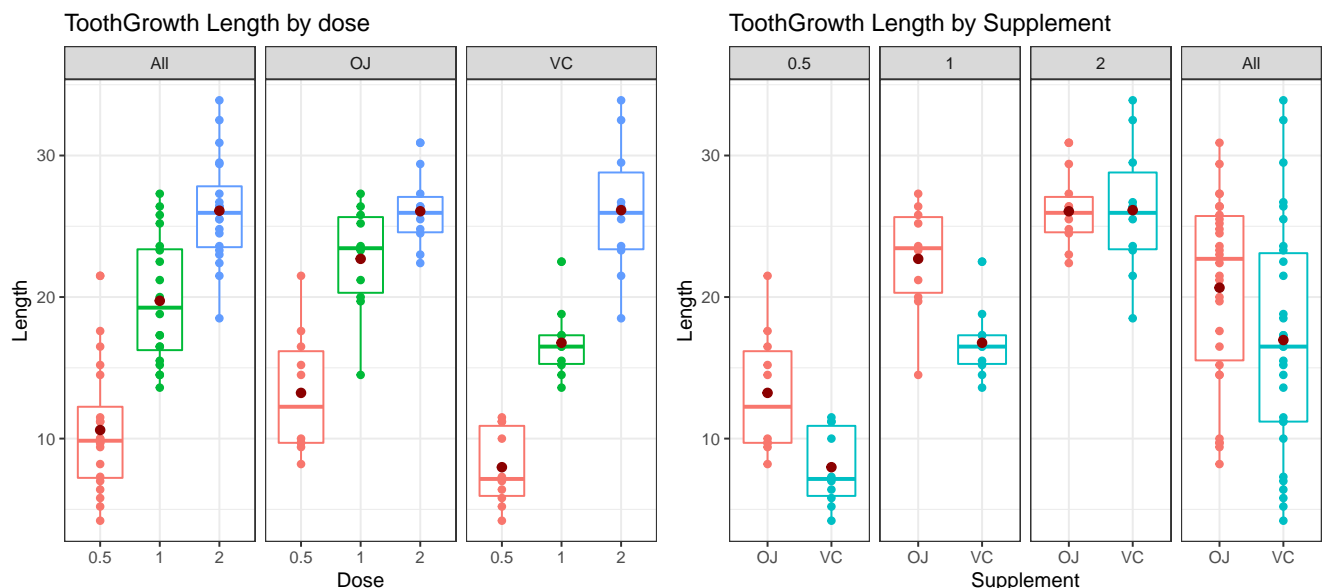 ToothGrowth Length by dose
All OJ VC
Length
30
20
10
0.5 1 2 0.5 1 2 0.5 1 2
Dose
ToothGrowth Length by Supplement
0.5 1 2 All
Length
30
20
10
OJ VC OJ VC OJ VC OJ VC
Supplement